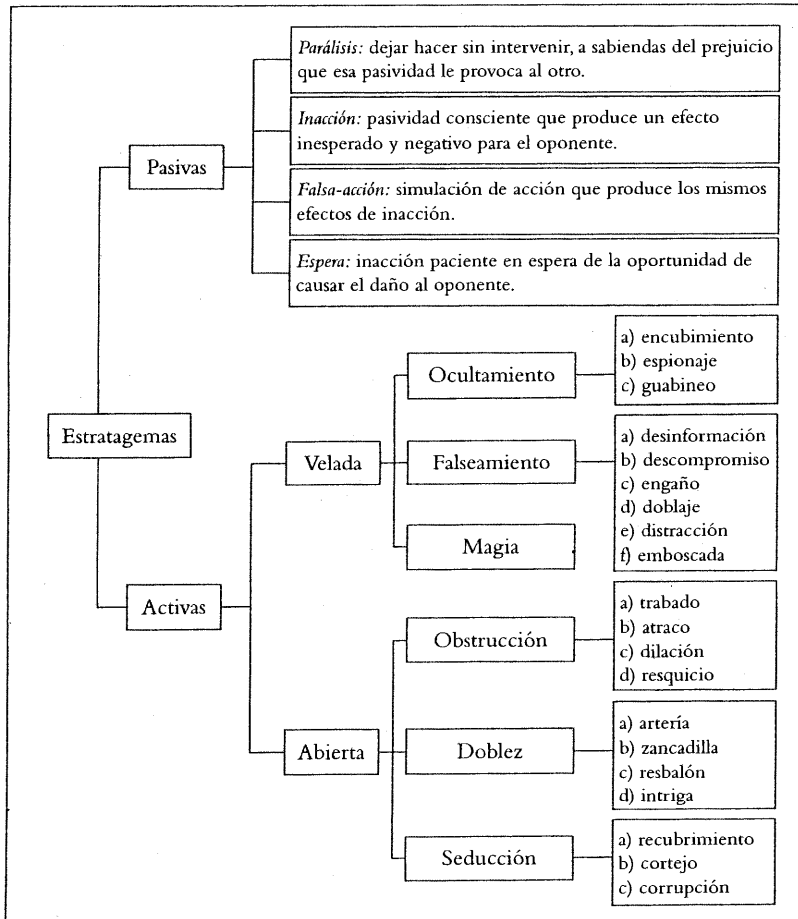 Parálisis: dejar hacer sin intervenir, a sabiendas del prejuicio
que esa pasividad le provoca al otro.
Inacción: pasividad consciente que produce un efecto
inesperado y negativo para el oponente.
Pasivas
Falsa-acción: simulación de acción que produce los mismos
efectos de inacción.
Espera: inacción paciente en espera de la oportunidad de
causar el daño al oponente.
Estratagemas
Velada
Ocultamiento
a) encubimiento
b) espionaje
c) guabineo
Falseamiento
a) desinformación
b) descompromiso
c) engaño
d) doblaje
e) distracción
f) emboscada
Magia
Activas
Abierta
Obstrucción
a) trabado
b) atraco
c) dilación
d) resquicio
Doblez
a) artería
b) zancadilla
c) resbalón
d) intriga
Seducción
a) recubrimiento
b) cortejo
c) corrupción